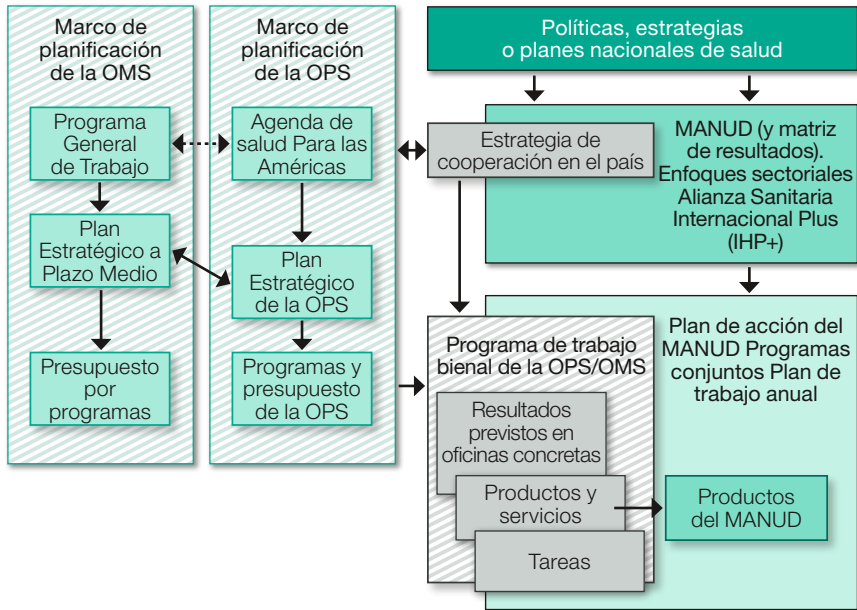 Marco de
planificación
de la OMS
Programa
General
de Trabajo
Plan
Estratégico a
Plazo Medio
Presupuesto
por
programas
Marco de
planificación
de la OPS
Agenda de
salud Para las
Américas
Plan
Estratégico
de la OPS
Programas y
presupuesto
de la OPS
Políticas, estrategias
o planes nacionales de salud
Estrategia de
cooperación en el país
MANUD (y matriz
de resultados).
Enfoques sectoriales
Alianza Sanitaria
Internacional Plus
(IHP+)
Programa de trabajo
bienal de la OPS/OMS
Resultados
previstos en
oficinas concretas
Productos y
servicios
Tareas
Plan de acción del
MANUD Programas
conjuntos Plan de
trabajo anual
Productos
del MANUD